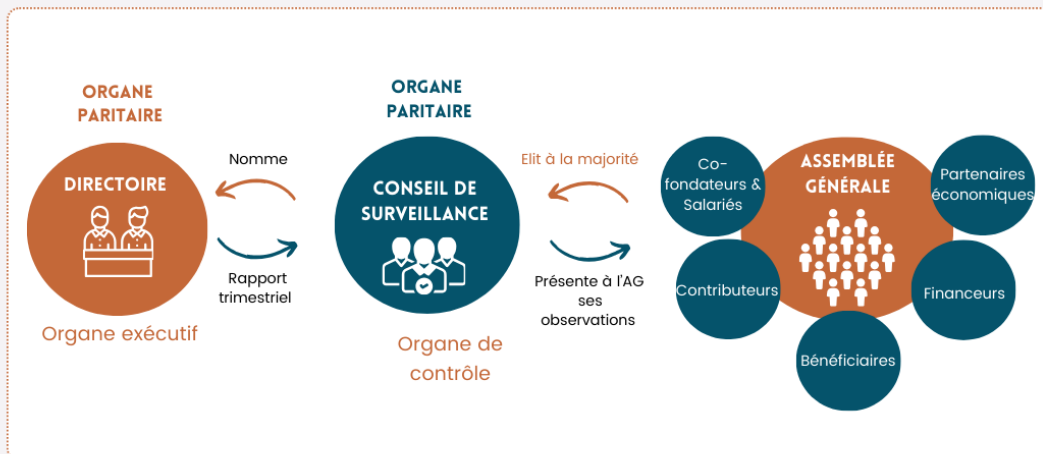 ORGANE
PARITAIRE
DIRECTOIRE
Organe exécutif
Nomme
Rapport
trimestriel
ORGANE
PARITAIRE
CONSEIL DE
SURVEILLANCE
Organe de
contrôle
Elit à la majorité
Présente à l'AG
ses
observations
ASSEMBLÉE
GÉNÉRALE
Co-
fondateurs &
Salariés
Contributeurs
Bénéficiaires
Financeurs
Partenaires
économiques